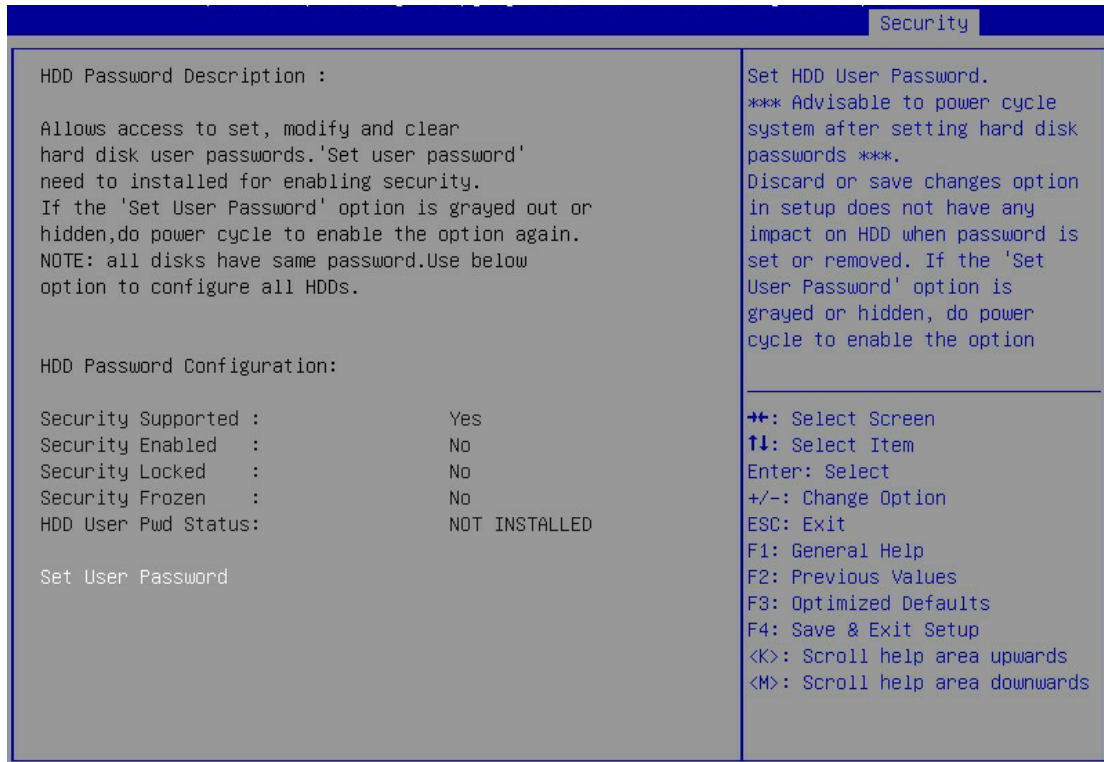 Security
HDD Password Description :
Allows access to set, modify and clear
hard disk user passwords.'Set user password'
need to installed for enabling security.
If the 'Set User Password' option is grayed out or
hidden,do power cycle to enable the option again.
NOTE: all disks have same password.Use below
option to configure all HDDs.
HDD Password Configuration:
Security Supported : Yes
Security Enabled : No
Security Locked : No
Security Frozen : No
HDD User Pwd Status: NOT INSTALLED
Set User Password
Set HDD User Password.
*** Advisable to power cycle
system after setting hard disk
passwords ***.
Discard or save changes option
in setup does not have any
impact on HDD when password is
set or removed. If the 'Set
User Password' option is
grayed or hidden, do power
cycle to enable the option
→←: Select Screen
↑↓: Select Item
Enter: Select
+/-: Change Option
ESC: Exit
F1: General Help
F2: Previous Values
F3: Optimized Defaults
F4: Save & Exit Setup
<K>: Scroll help area upwards
<M>: Scroll help area downwards